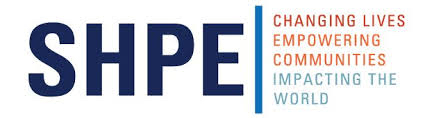 SHPE
CHANGING LIVES
EMPOWERING
COMMUNITIES
IMPACTING THE
WORLD